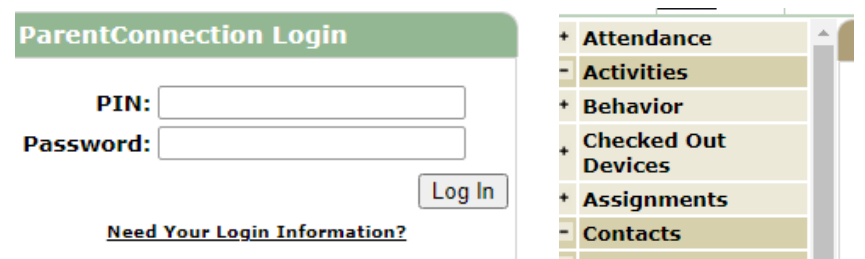 ParentConnection Login
PIN:
Password:
Log In
Need Your Login Information?
+ Attendance
- Activities
+ Behavior
+ Checked Out
Devices
+ Assignments
- Contacts